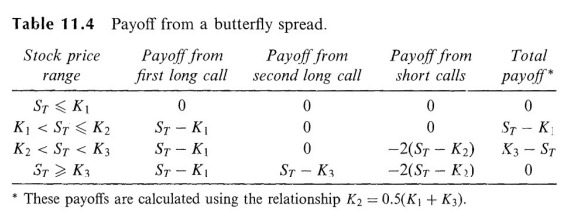 Table 11.4 Payoff from a butterfly spread.
Stock price range Payoff from first long call Payoff from second long call Payoff from short calls Total payoff*
S_T ⩽ K_1 0 0 0 0
K_1 < S_T ⩽ K_2 S_T − K_1 0 0 S_T − K_1
K_2 < S_T < K_3 S_T − K_1 0 −2(S_T − K_2) K_3 − S_T
S_T ⩾ K_3 S_T − K_1 S_T − K_3 −2(S_T − K_2) 0
* These payoffs are calculated using the relationship K_2 = 0.5(K_1 + K_3).